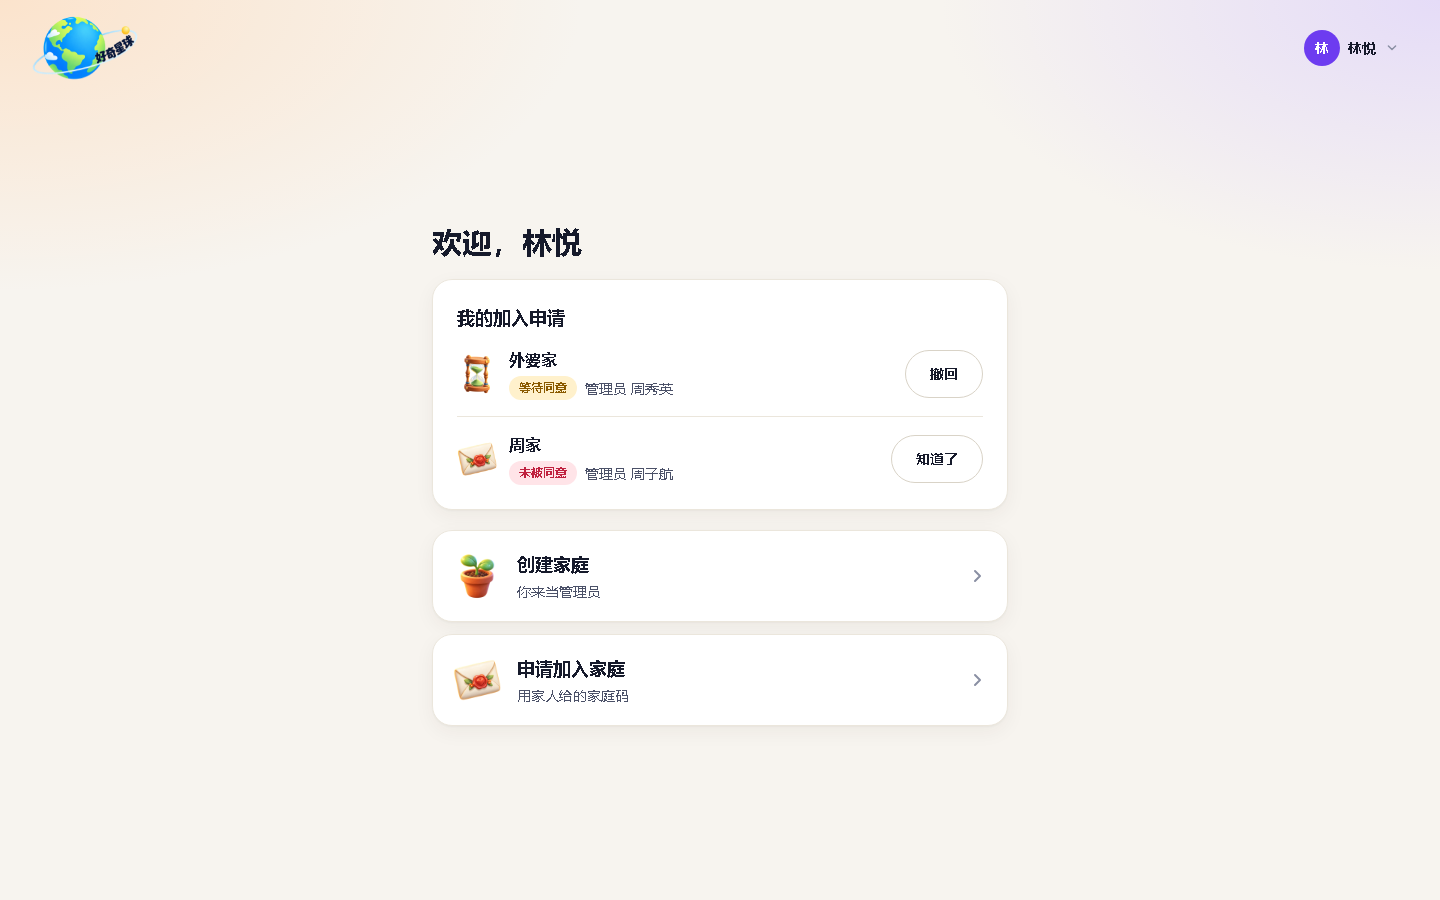 好奇星球
林 林悦
欢迎，林悦
我的加入申请
外婆家
等待同意 管理员 周秀英
撤回
周家
未被同意 管理员 周子航
知道了
创建家庭
你来当管理员
申请加入家庭
用家人给的家庭码